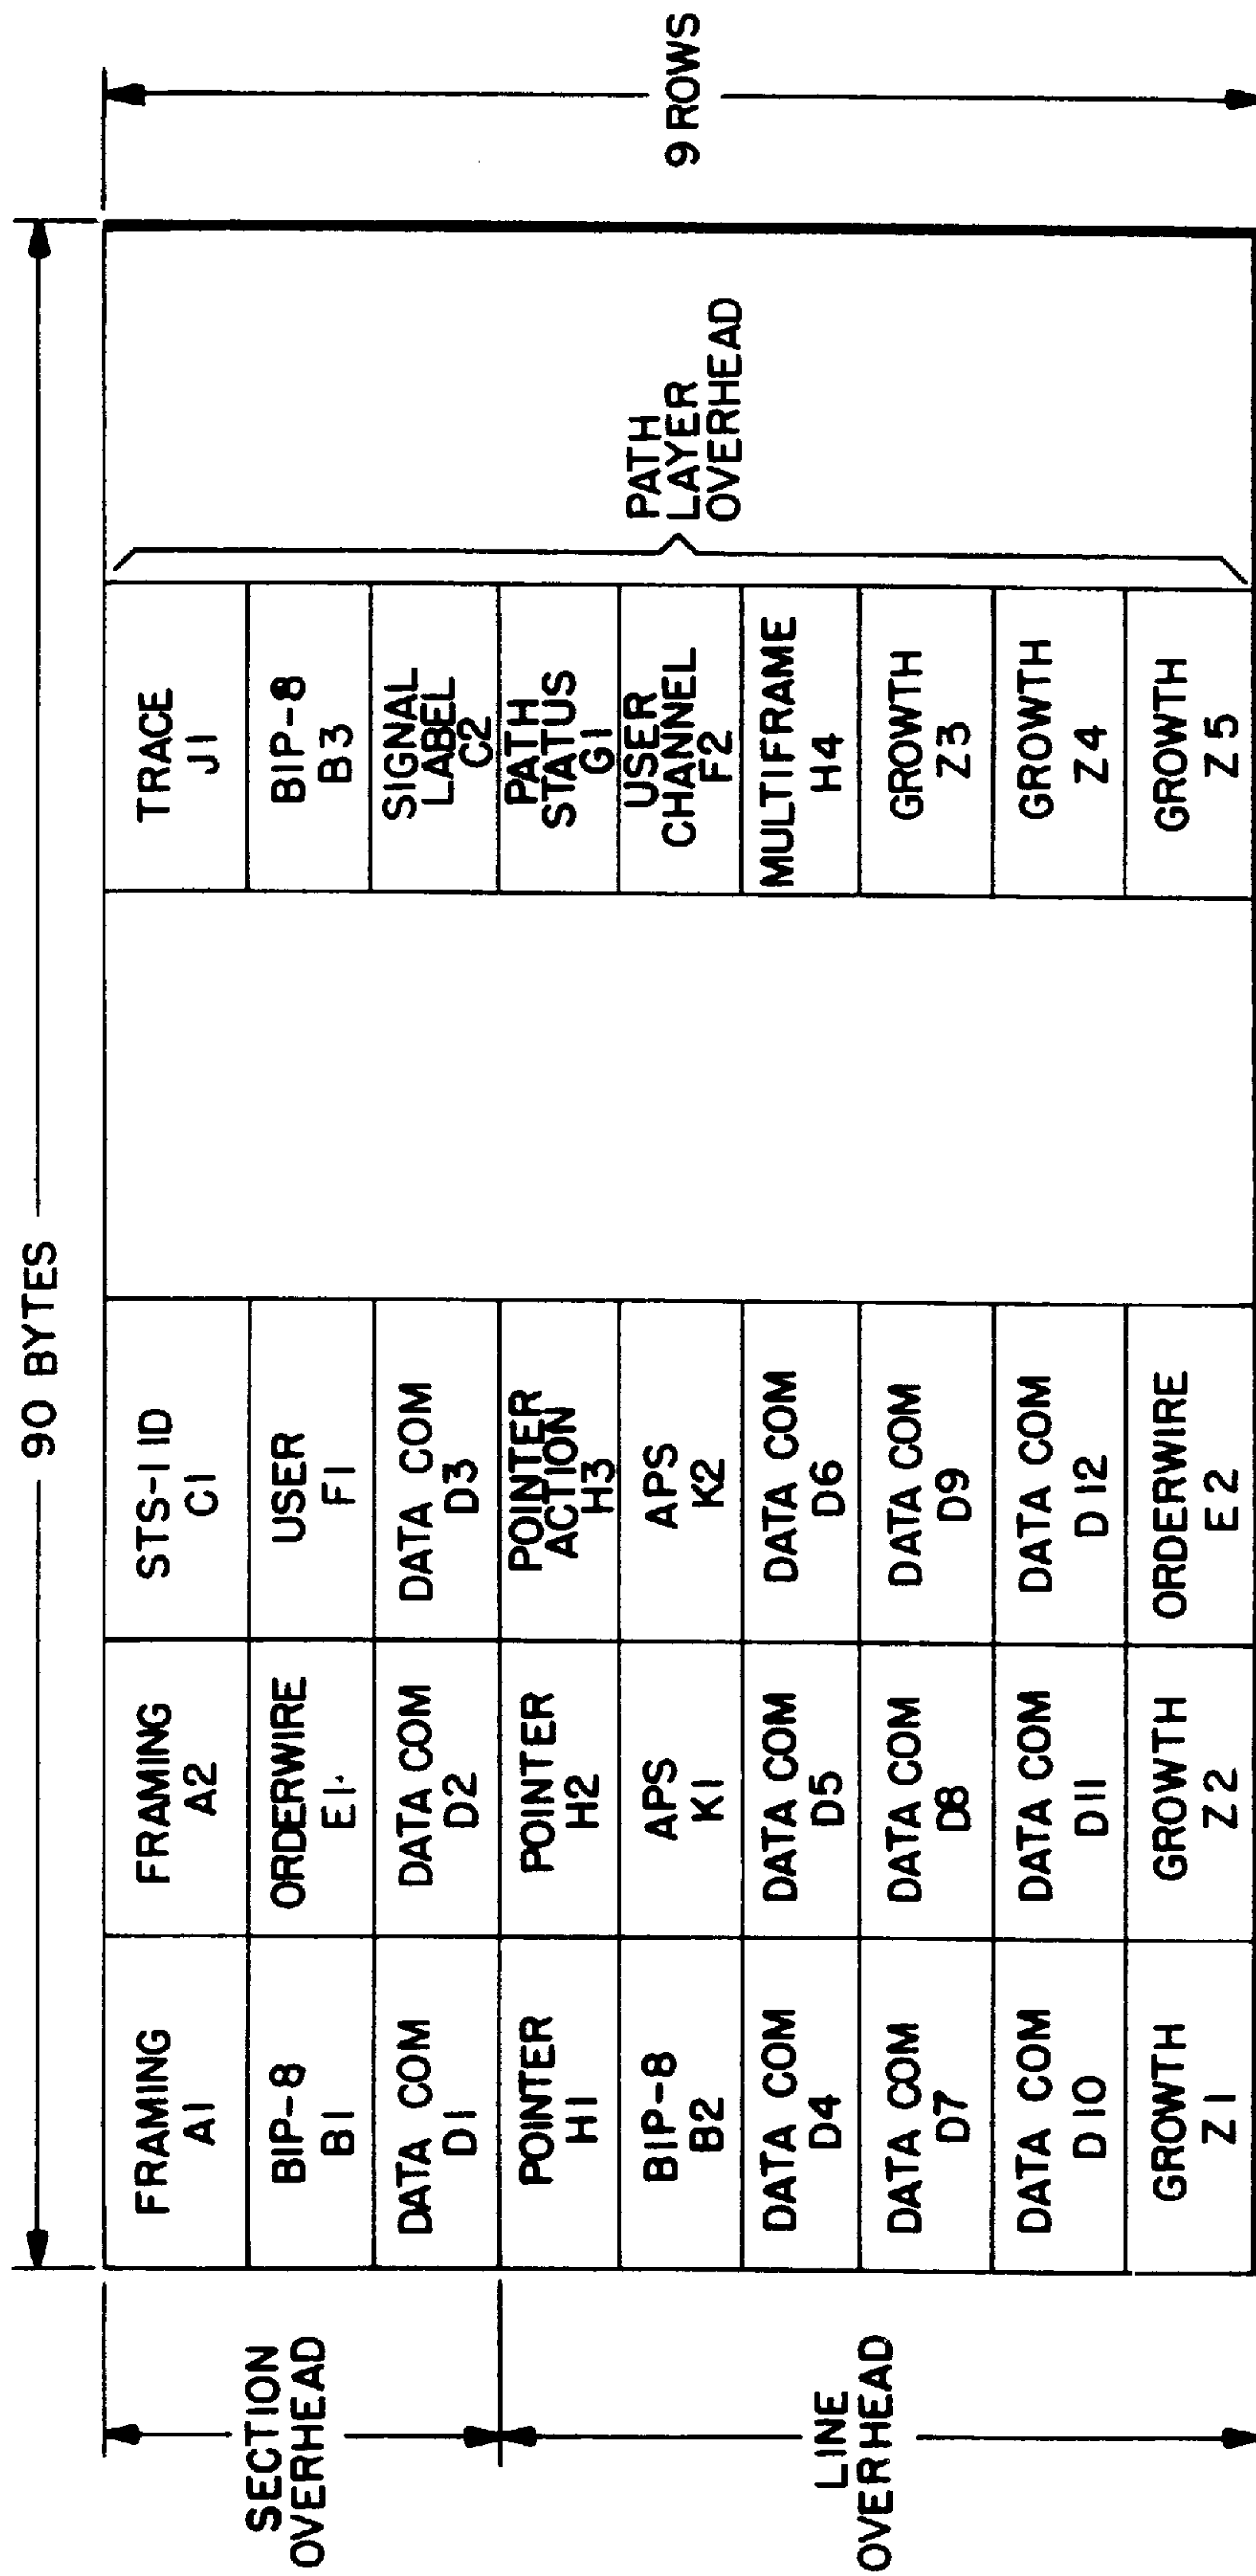 90 BYTES
9 ROWS
SECTION
OVERHEAD
LINE
OVERHEAD
FRAMING
A1
FRAMING
A2
STS-1 ID
C1
TRACE
J1
BIP-8
B1
ORDERWIRE
E1
USER
F1
BIP-8
B3
DATA COM
D1
DATA COM
D2
DATA COM
D3
SIGNAL
LABEL
C2
POINTER
H1
POINTER
H2
POINTER
ACTION
H3
PATH
STATUS
G1
BIP-8
B2
APS
K1
APS
K2
USER
CHANNEL
F2
DATA COM
D4
DATA COM
D5
DATA COM
D6
MULTIFRAME
H4
DATA COM
D7
DATA COM
D8
DATA COM
D9
GROWTH
Z3
DATA COM
D10
DATA COM
D11
DATA COM
D12
GROWTH
Z4
GROWTH
Z1
GROWTH
Z2
ORDERWIRE
E2
GROWTH
Z5
PATH
LAYER
OVERHEAD